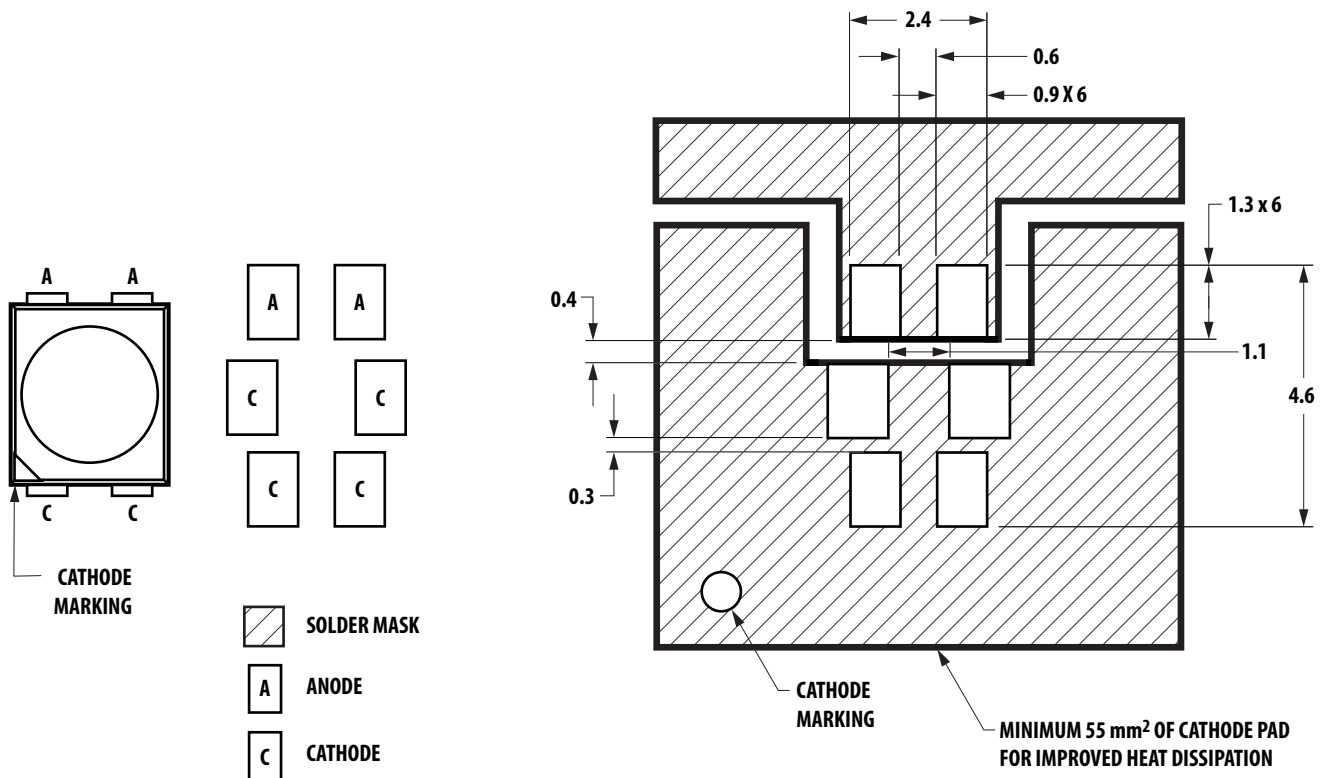 2.4
0.6
0.9 X 6
1.3 x 6
0.4
1.1
4.6
0.3
A A
A A
C C
C C
C C
CATHODE
MARKING
SOLDER MASK
A ANODE
C CATHODE
CATHODE
MARKING
MINIMUM 55 mm² OF CATHODE PAD
FOR IMPROVED HEAT DISSIPATION